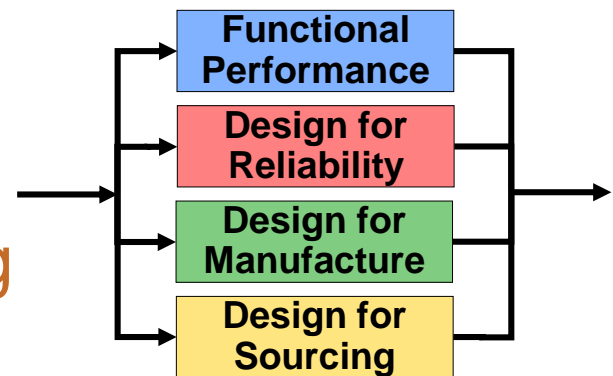 Functional
Performance
Design for
Reliability
Design for
Manufacture
g
Design for
Sourcing